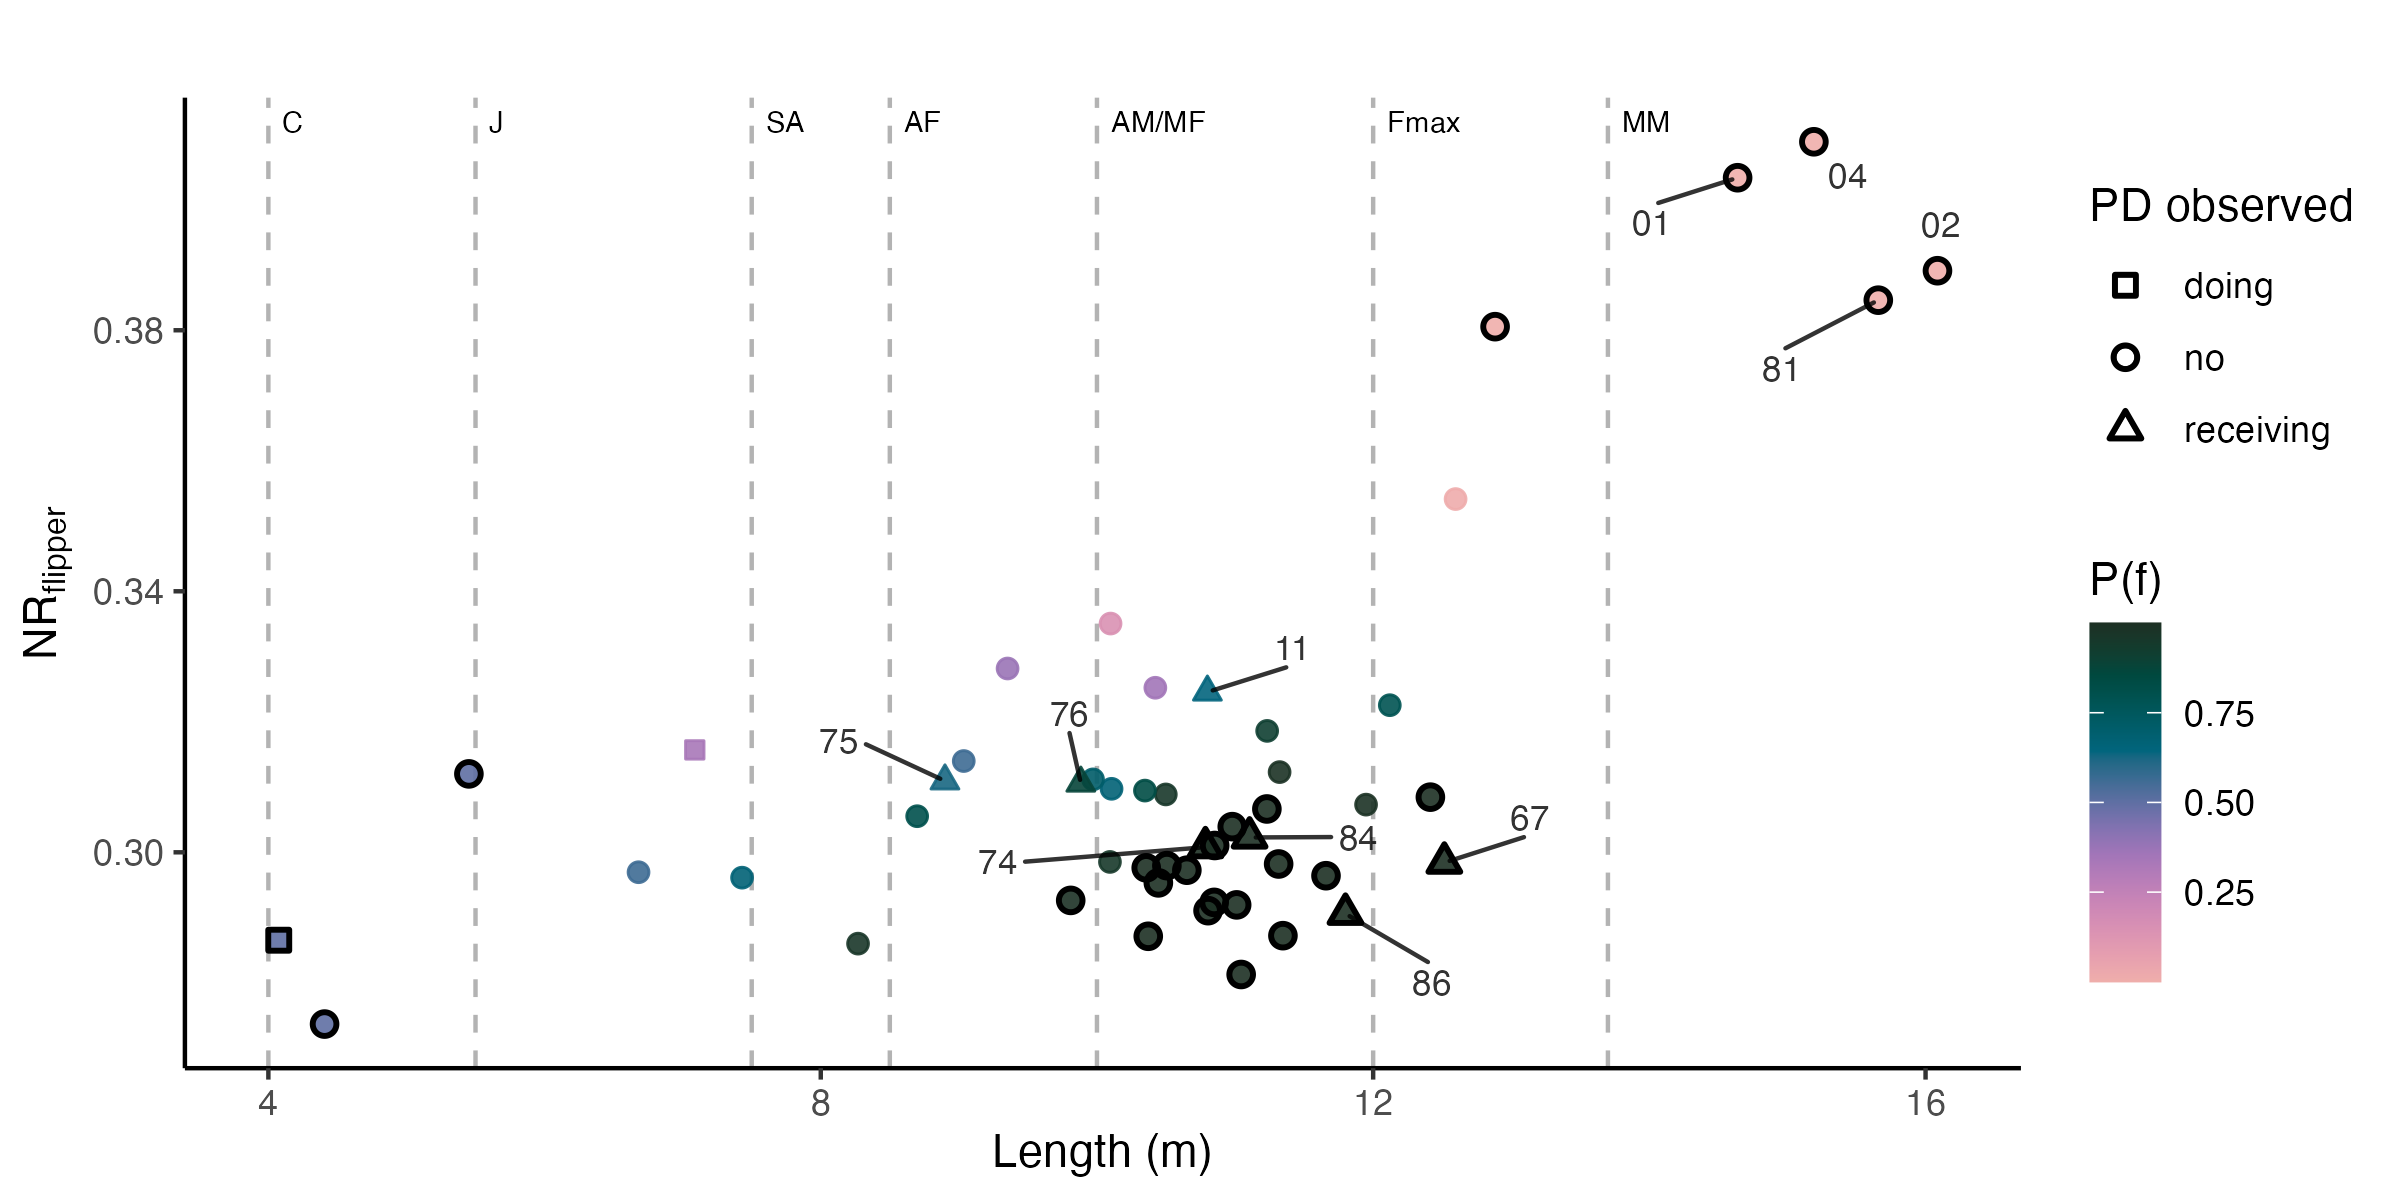 C J SA AF AM/MF Fmax MM
04
01
02
PD observed
doing
no
receiving
0.38
81
NRflipper
0.34
0.30
11
76
75
67
84
74
86
P(f)
0.75
0.50
0.25
4 8 12 16
Length (m)